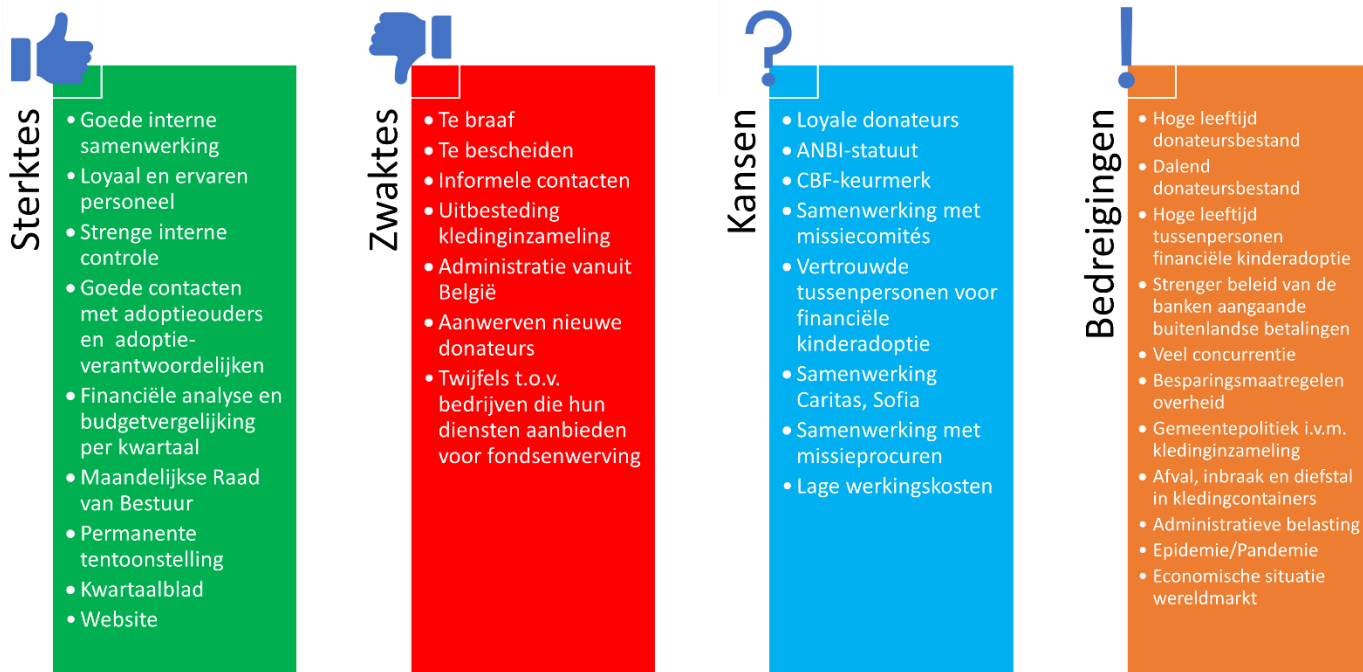 Sterktes
• Goede interne
samenwerking
• Loyaal en ervaren
personeel
• Strenge interne
controle
• Goede contacten
met adoptieouders
en adoptie-
verantwoordelijken
• Financiële analyse en
budgetvergelijking
per kwartaal
• Maandelijkse Raad
van Bestuur
• Permanente
tentoonstelling
• Kwartaalblad
• Website
Zwaktes
• Te braaf
• Te bescheiden
• Informele contacten
• Uitbesteding
kledinginzameling
• Administratie vanuit
België
• Aanwerven nieuwe
donateurs
• Twijfels t.o.v.
bedrijven die hun
diensten aanbieden
voor fondsenwerving
?
Kansen
• Loyale donateurs
• ANBI-statuut
• CBF-keurmerk
• Samenwerking met
missiecomités
• Vertrouwde
tussenpersonen voor
financiële
kinderadoptie
• Samenwerking
Caritas, Sofia
• Samenwerking met
missieprocuren
• Lage werkingskosten
!
Bedreigingen
• Hoge leeftijd
donateursbestand
• Dalend
donateursbestand
• Hoge leeftijd
tussenpersonen
financiële kinderadoptie
• Strenger beleid van de
banken aangaande
buitenlandse betalingen
• Veel concurrentie
• Besparingsmaatregelen
overheid
• Gemeentepolitiek i.v.m.
kledinginzameling
• Afval, inbraak en diefstal
in kledingcontainers
• Administratieve belasting
• Epidemie/Pandemie
• Economische situatie
wereldmarkt